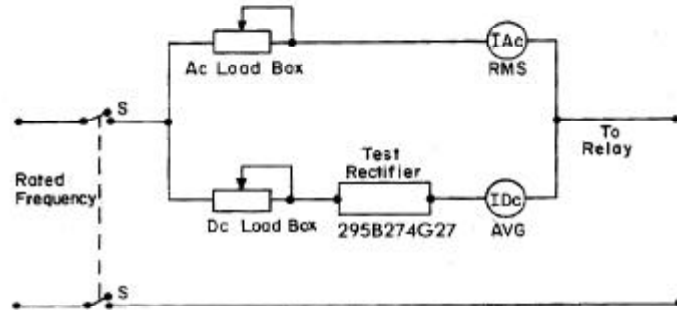 S
Ac Load Box
IAc
RMS
To
Relay
Rated
Frequency
Test
Rectifier
Dc Load Box
295B274G27
IDc
AVG
S